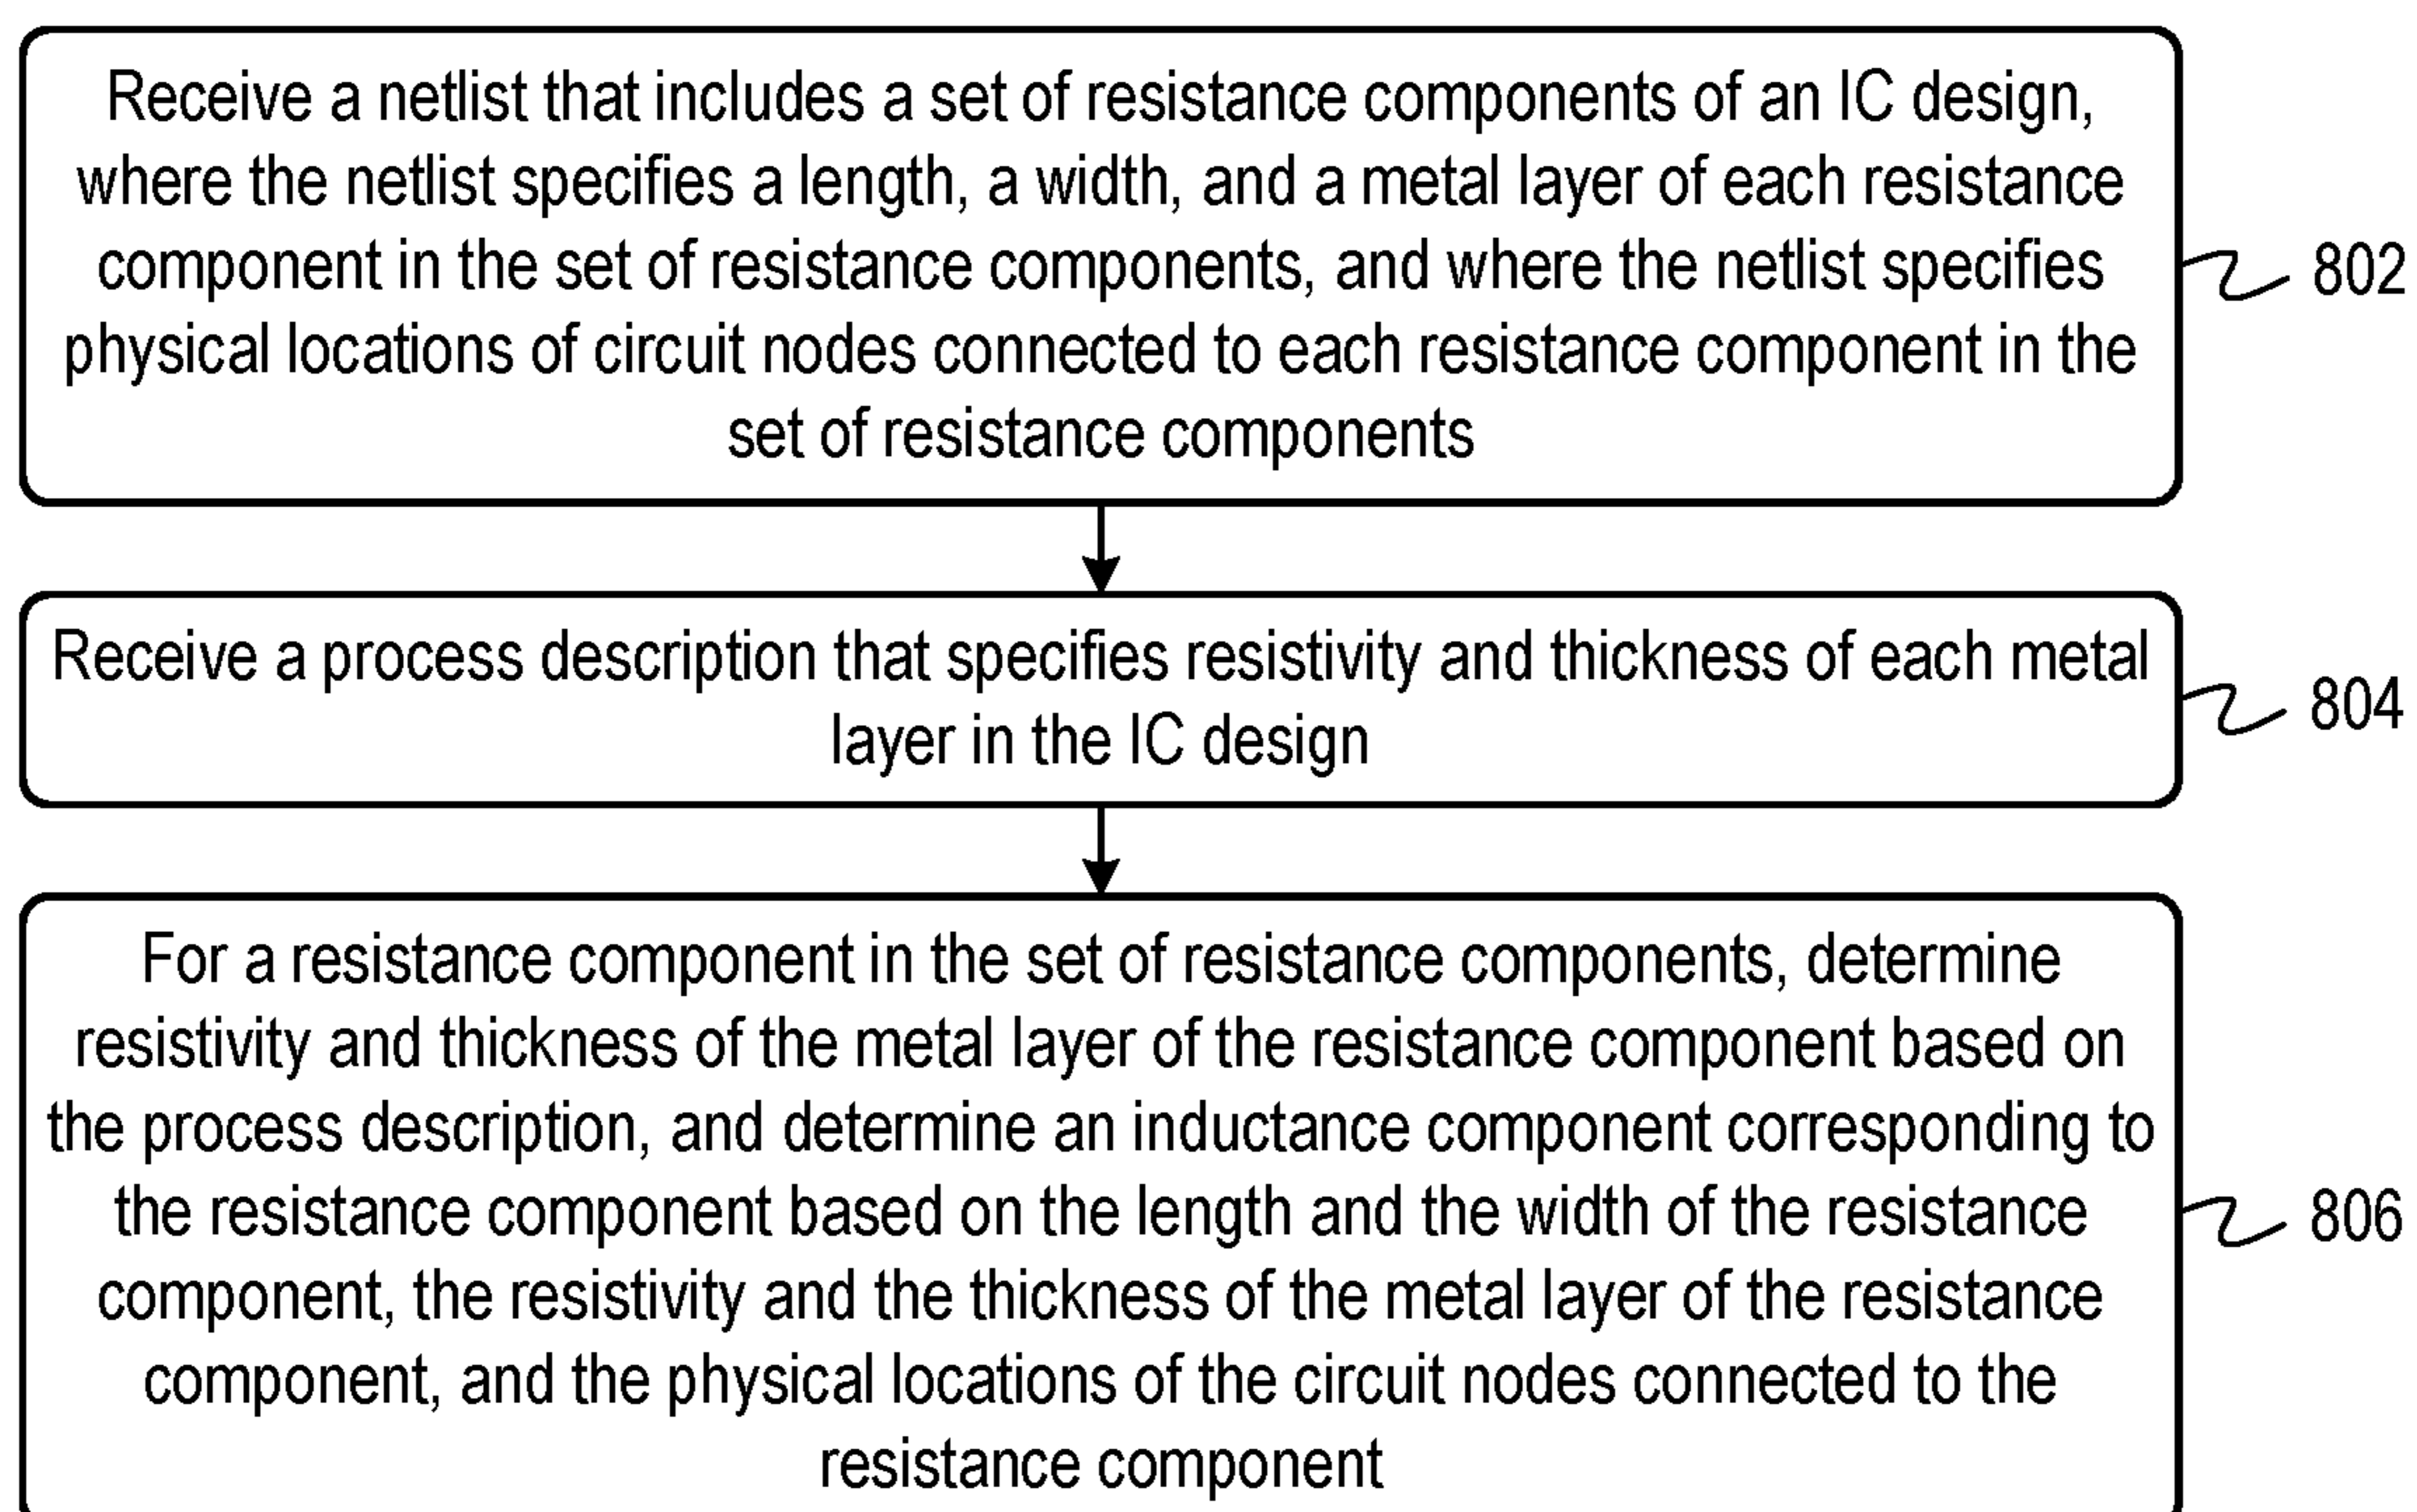 Receive a netlist that includes a set of resistance components of an IC design,
where the netlist specifies a length, a width, and a metal layer of each resistance
component in the set of resistance components, and where the netlist specifies
physical locations of circuit nodes connected to each resistance component in the
set of resistance components
802
Receive a process description that specifies resistivity and thickness of each metal
layer in the IC design
804
For a resistance component in the set of resistance components, determine
resistivity and thickness of the metal layer of the resistance component based on
the process description, and determine an inductance component corresponding to
the resistance component based on the length and the width of the resistance
component, the resistivity and the thickness of the metal layer of the resistance
component, and the physical locations of the circuit nodes connected to the
resistance component
806